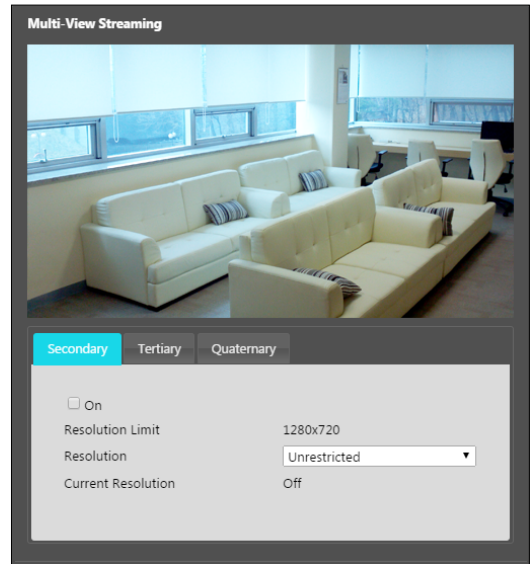 Multi-View Streaming
Secondary Tertiary Quaternary
On
Resolution Limit 1280x720
Resolution Unrestricted
Current Resolution Off